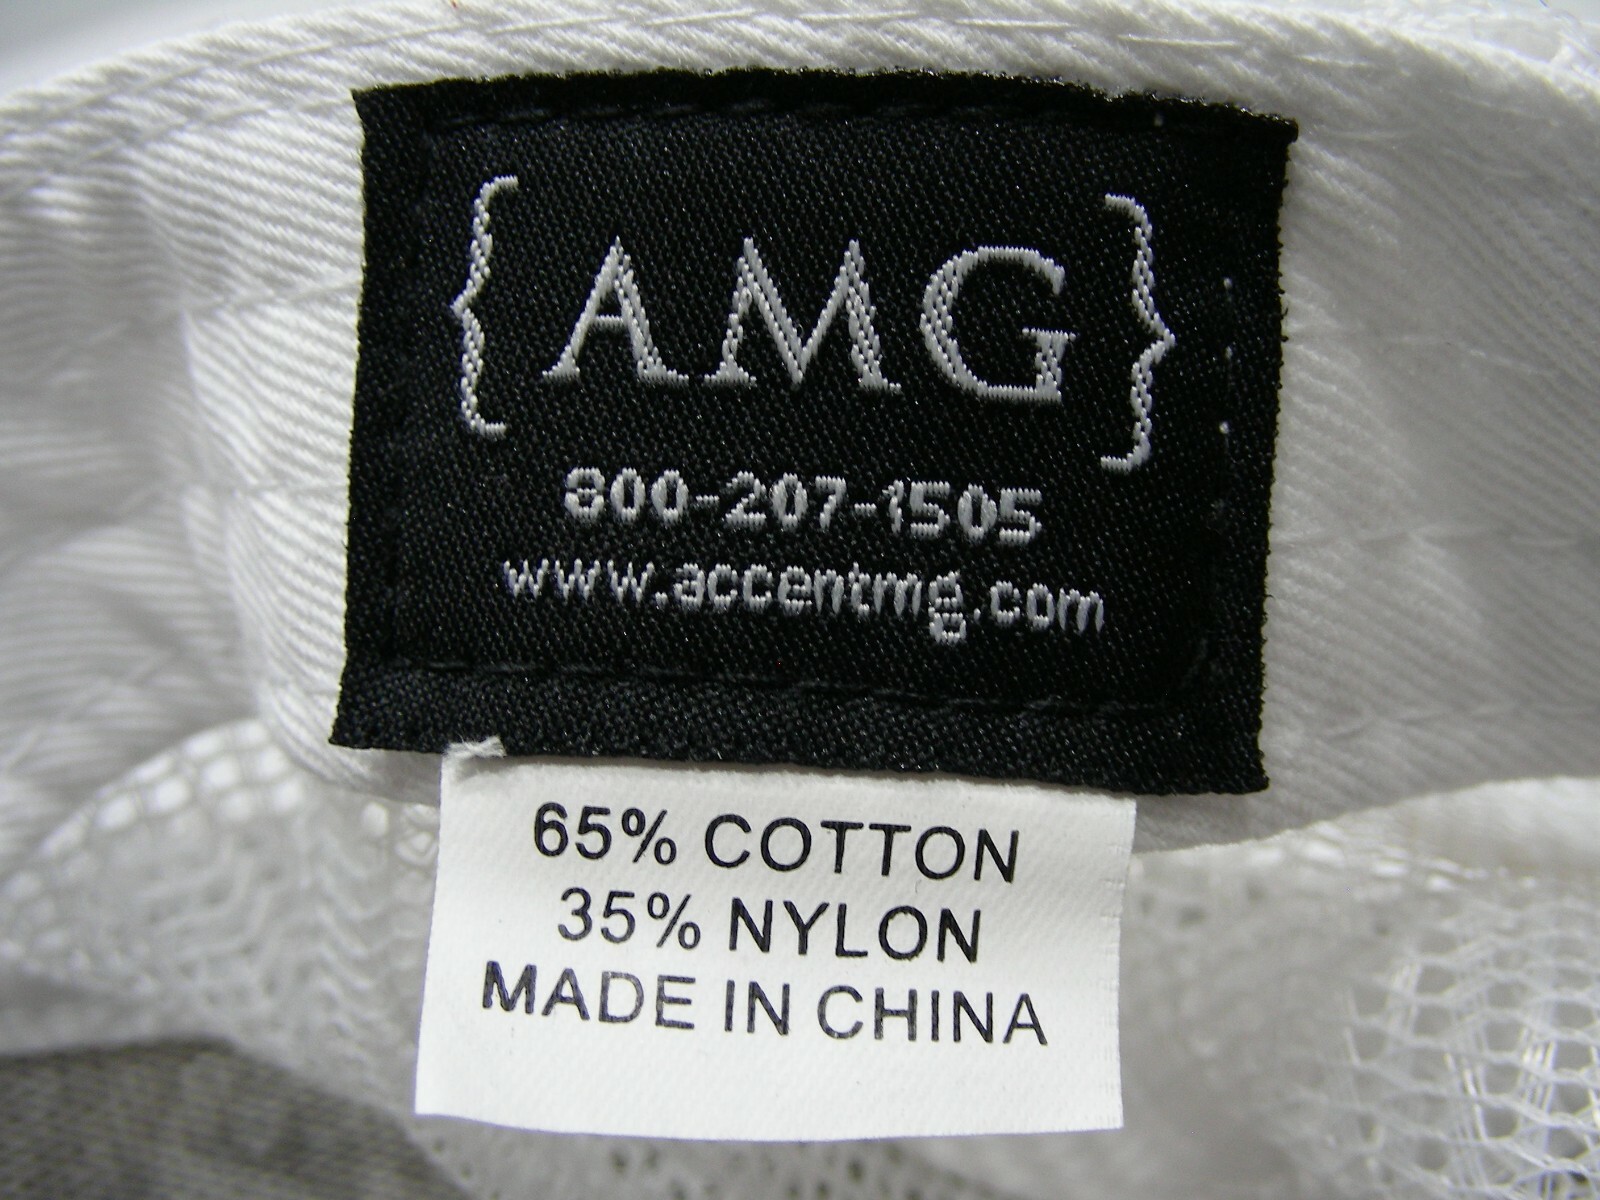 {AMG}
800-207-1505
www.accentmg.com
65% COTTON
35% NYLON
MADE IN CHINA